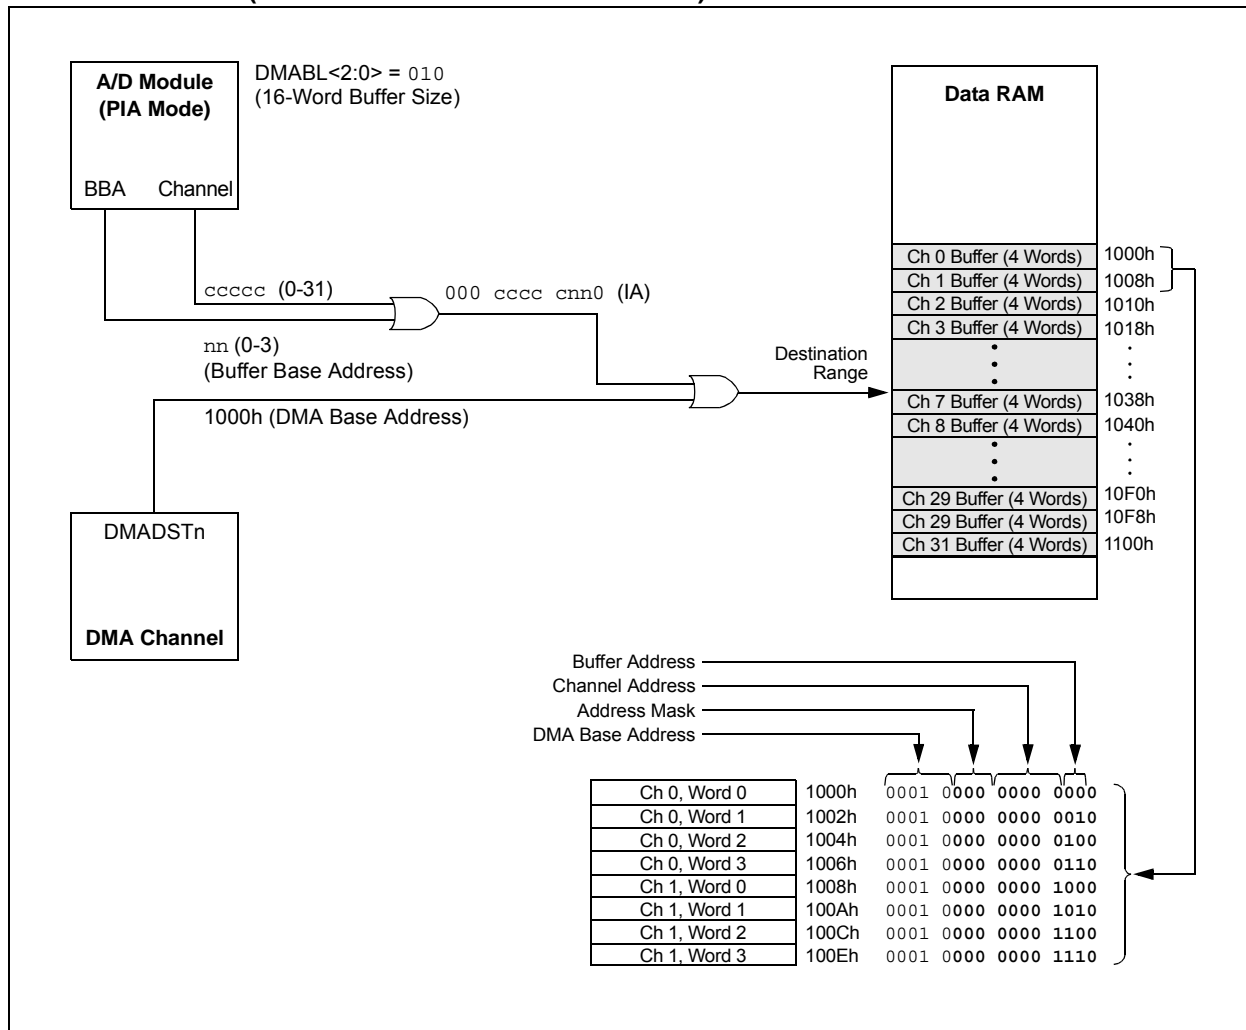 A/D Module
(PIA Mode)
BBA Channel
DMABL<2:0> = 010
(16-Word Buffer Size)
ccccc (0-31)
000 cccc cnn0 (IA)
nn (0-3)
(Buffer Base Address)
1000h (DMA Base Address)
Destination
Range
DMADSTn
DMA Channel
Data RAM
Ch 0 Buffer (4 Words) 1000h
Ch 1 Buffer (4 Words) 1008h
Ch 2 Buffer (4 Words) 1010h
Ch 3 Buffer (4 Words) 1018h
Ch 7 Buffer (4 Words) 1038h
Ch 8 Buffer (4 Words) 1040h
Ch 29 Buffer (4 Words) 10F0h
Ch 29 Buffer (4 Words) 10F8h
Ch 31 Buffer (4 Words) 1100h
Buffer Address
Channel Address
Address Mask
DMA Base Address
Ch 0, Word 0 1000h 0001 0000 0000 0000
Ch 0, Word 1 1002h 0001 0000 0000 0010
Ch 0, Word 2 1004h 0001 0000 0000 0100
Ch 0, Word 3 1006h 0001 0000 0000 0110
Ch 1, Word 0 1008h 0001 0000 0000 1000
Ch 1, Word 1 100Ah 0001 0000 0000 1010
Ch 1, Word 2 100Ch 0001 0000 0000 1100
Ch 1, Word 3 100Eh 0001 0000 0000 1110